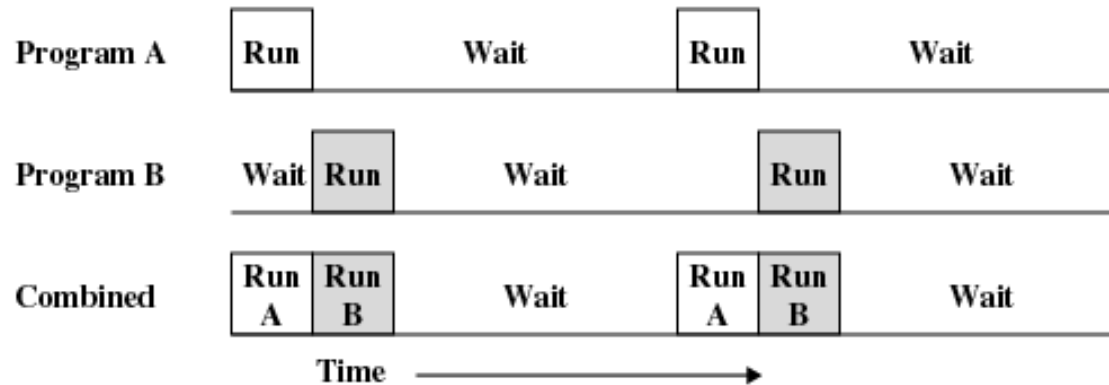 Program A Run Wait Run Wait
Program B Wait Run Wait Run Wait
Combined Run A Run B Wait Run A Run B Wait
Time